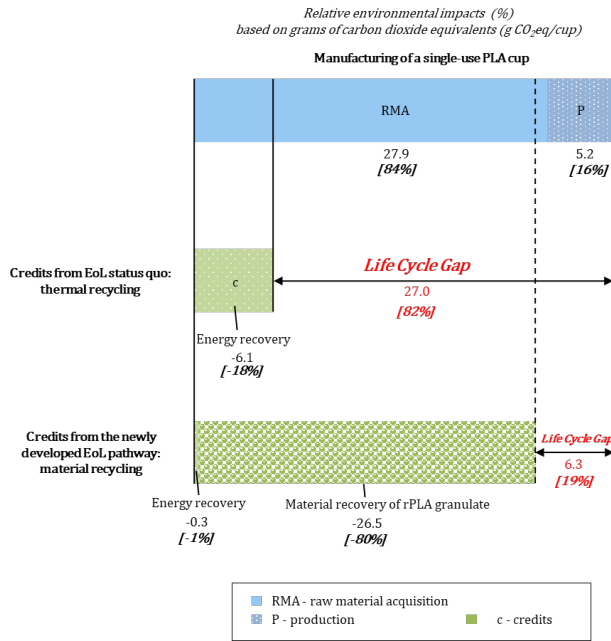 Relative environmental impacts (%)
based on grams of carbon dioxide equivalents (g CO₂eq/cup)
Manufacturing of a single-use PLA cup
RMA
P
27.9
[84%]
5.2
[16%]
Credits from EoL status quo:
thermal recycling
c
Life Cycle Gap
27.0
[82%]
Energy recovery
-6.1
[-18%]
Credits from the newly
developed EoL pathway:
material recycling
Life Cycle Gap
6.3
[19%]
Energy recovery
-0.3
[-1%]
Material recovery of rPLA granulate
-26.5
[-80%]
RMA - raw material acquisition
P - production
c - credits